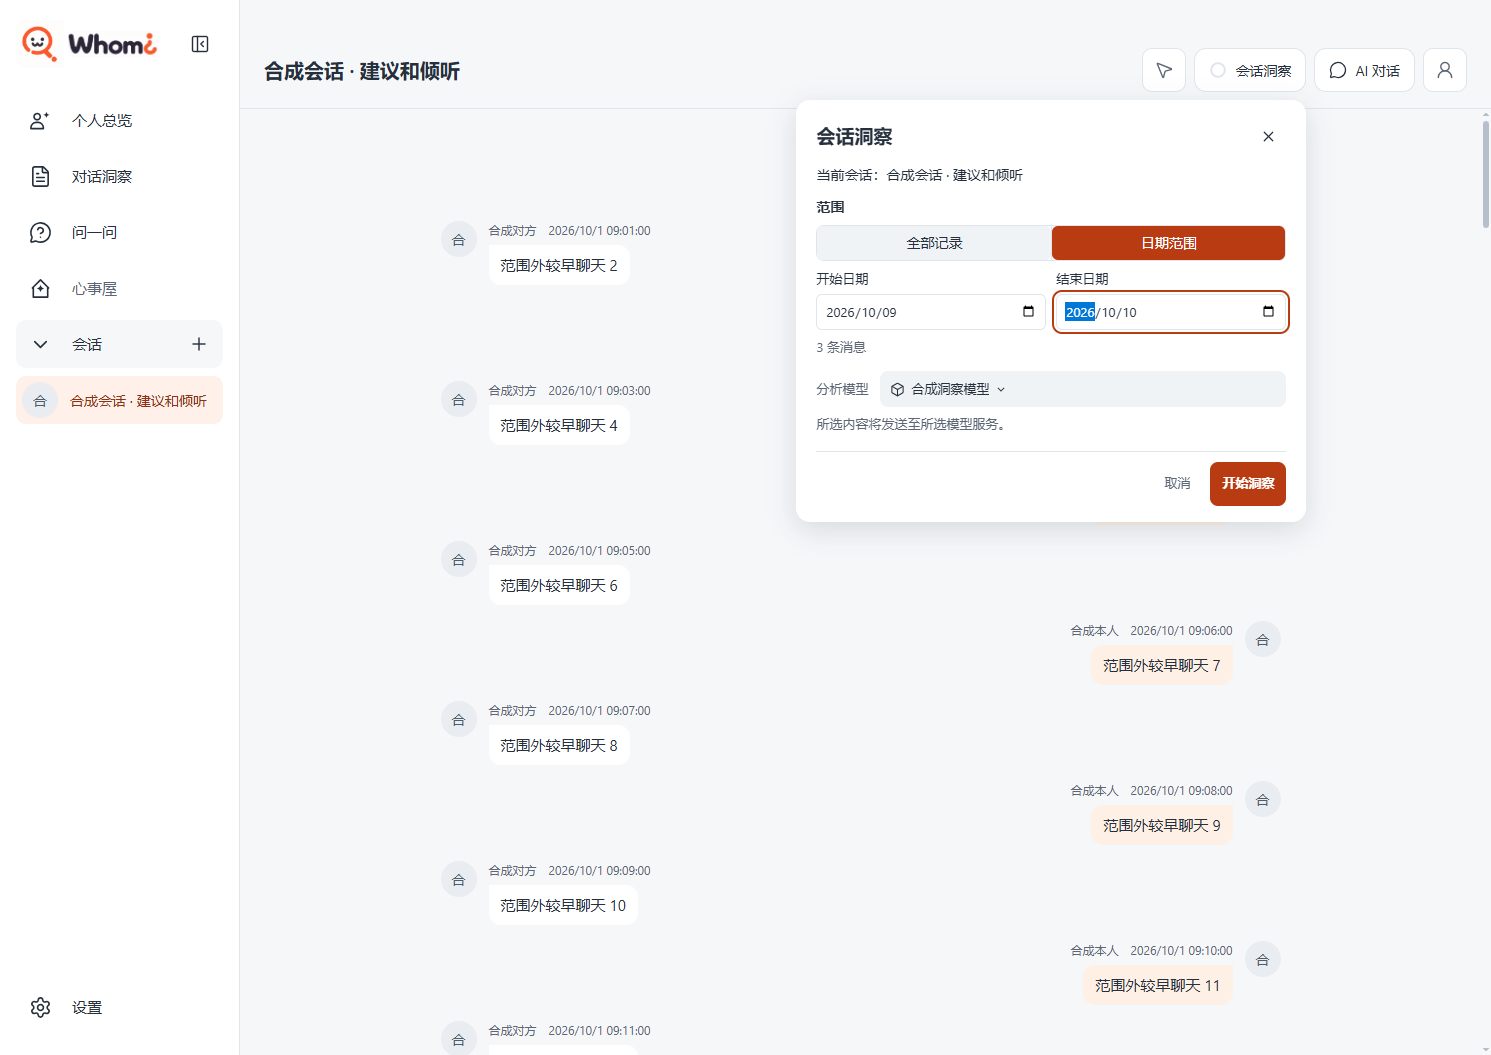 Whomi
个人总览
对话洞察
问一问
心事屋
会话
合 合成会话 · 建议和倾听
设置
合成会话 · 建议和倾听
会话洞察
AI 对话
合成对方 2026/10/1 09:01:00
合 范围外较早聊天 2
合成对方 2026/10/1 09:03:00
合 范围外较早聊天 4
合成对方 2026/10/1 09:05:00
合 范围外较早聊天 6
合成本人 2026/10/1 09:06:00
范围外较早聊天 7 合
合成对方 2026/10/1 09:07:00
合 范围外较早聊天 8
合成本人 2026/10/1 09:08:00
范围外较早聊天 9 合
合成对方 2026/10/1 09:09:00
合 范围外较早聊天 10
合成本人 2026/10/1 09:10:00
范围外较早聊天 11 合
合成对方 2026/10/1 09:11:00
合
会话洞察
当前会话：合成会话 · 建议和倾听
范围
全部记录 日期范围
开始日期 结束日期
2026/10/09 2026/10/10
3 条消息
分析模型 合成洞察模型
所选内容将发送至所选模型服务。
取消 开始洞察